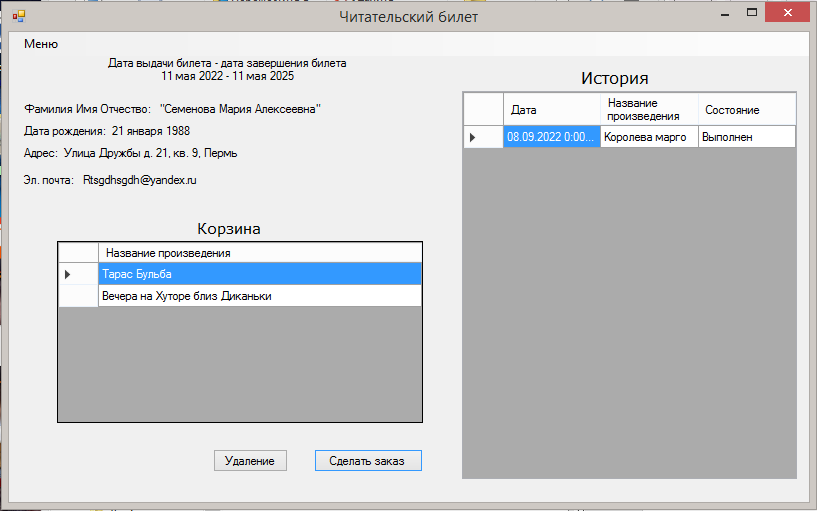 Читательский билет
Меню
Дата выдачи билета - дата завершения билета
11 мая 2022 - 11 мая 2025
Фамилия Имя Отчество: "Семенова Мария Алексеевна"
Дата рождения: 21 января 1988
Адрес: Улица Дружбы д. 21, кв. 9, Пермь
Эл. почта: Rtsgdhsgdh@yandex.ru
Корзина
Название произведения
Тарас Бульба
Вечера на Хуторе близ Диканьки
Удаление Сделать заказ
История
Дата Название произведения Состояние
08.09.2022 0:00... Королева марго Выполнен